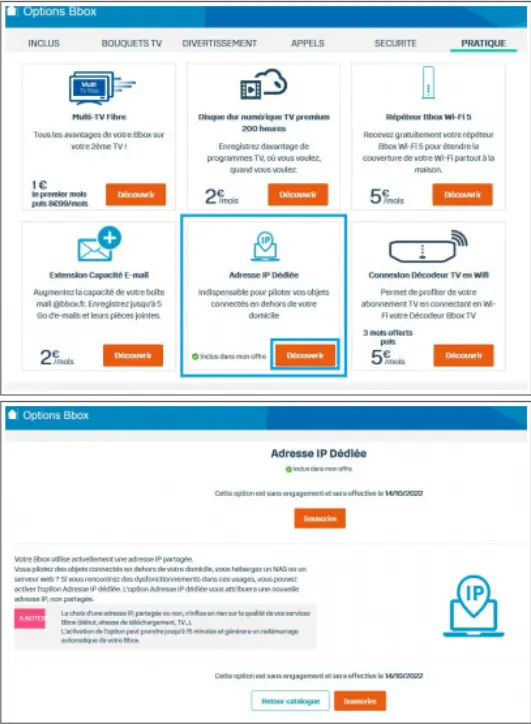 Options Bbox
INCLUS BOUQUETS TV DIVERTISSEMENT APPELS SECURITE PRATIQUE
Multi
TV Fibre
Multi-TV Fibre
Tous les avantages de votre Bbox sur
votre 2ème TV !
1€
le premier mois
puis 8€99/mois
Découvrir
Disque dur numérique TV premium
200 heures
Enregistrez davantage de
programmes TV, où vous voulez,
quand vous voulez.
2€
/mois
Découvrir
Répéteur Bbox Wi-Fi 5
Recevez gratuitement votre répéteur
Bbox Wi-Fi 5 pour étendre la
couverture de votre Wi-Fi partout à la
maison.
5€
/mois
Découvrir
Extension Capacité E-mail
Augmentez la capacité de votre boîte
mail @bbox.fr. Enregistrez jusqu'à 5
Go d'e-mails et leurs pièces jointes.
2€
/mois
Découvrir
IP
Adresse IP Dédiée
Indispensable pour piloter vos objets
connectés en dehors de votre
domicile
Inclus dans mon offre
Découvrir
Connexion Décodeur TV en Wifi
Permet de profiter de votre
abonnement TV en connectant en Wi-
Fi votre Décodeur Bbox TV
3 mois offerts
puis
5€
/mois
Découvrir
Options Bbox
Adresse IP Dédiée
Inclus dans mon offre
Cette option est sans engagement et sera effective le 14/10/2022
Souscrire
Votre Bbox utilise actuellement une adresse IP partagée.
Vous pilotez des objets connectés en dehors de votre domicile, vous hébergez un NAS ou un
serveur web ? Si vous rencontrez des dysfonctionnements dans ces usages, vous pouvez
activer l'option Adresse IP dédiée. L'option Adresse IP dédiée vous attribuera une nouvelle
adresse IP, non partagée.
A NOTER
Le choix d'une adresse IP, partagée ou non, n'influe en rien sur la qualité de vos services
Bbox (débit, vitesse de téléchargement, TV...).
L'activation de l'option peut prendre jusqu'à 15 minutes et génèrera un redémarrage
automatique de votre Bbox.
IP
Cette option est sans engagement et sera effective le 14/10/2022
Retour catalogue
Souscrire